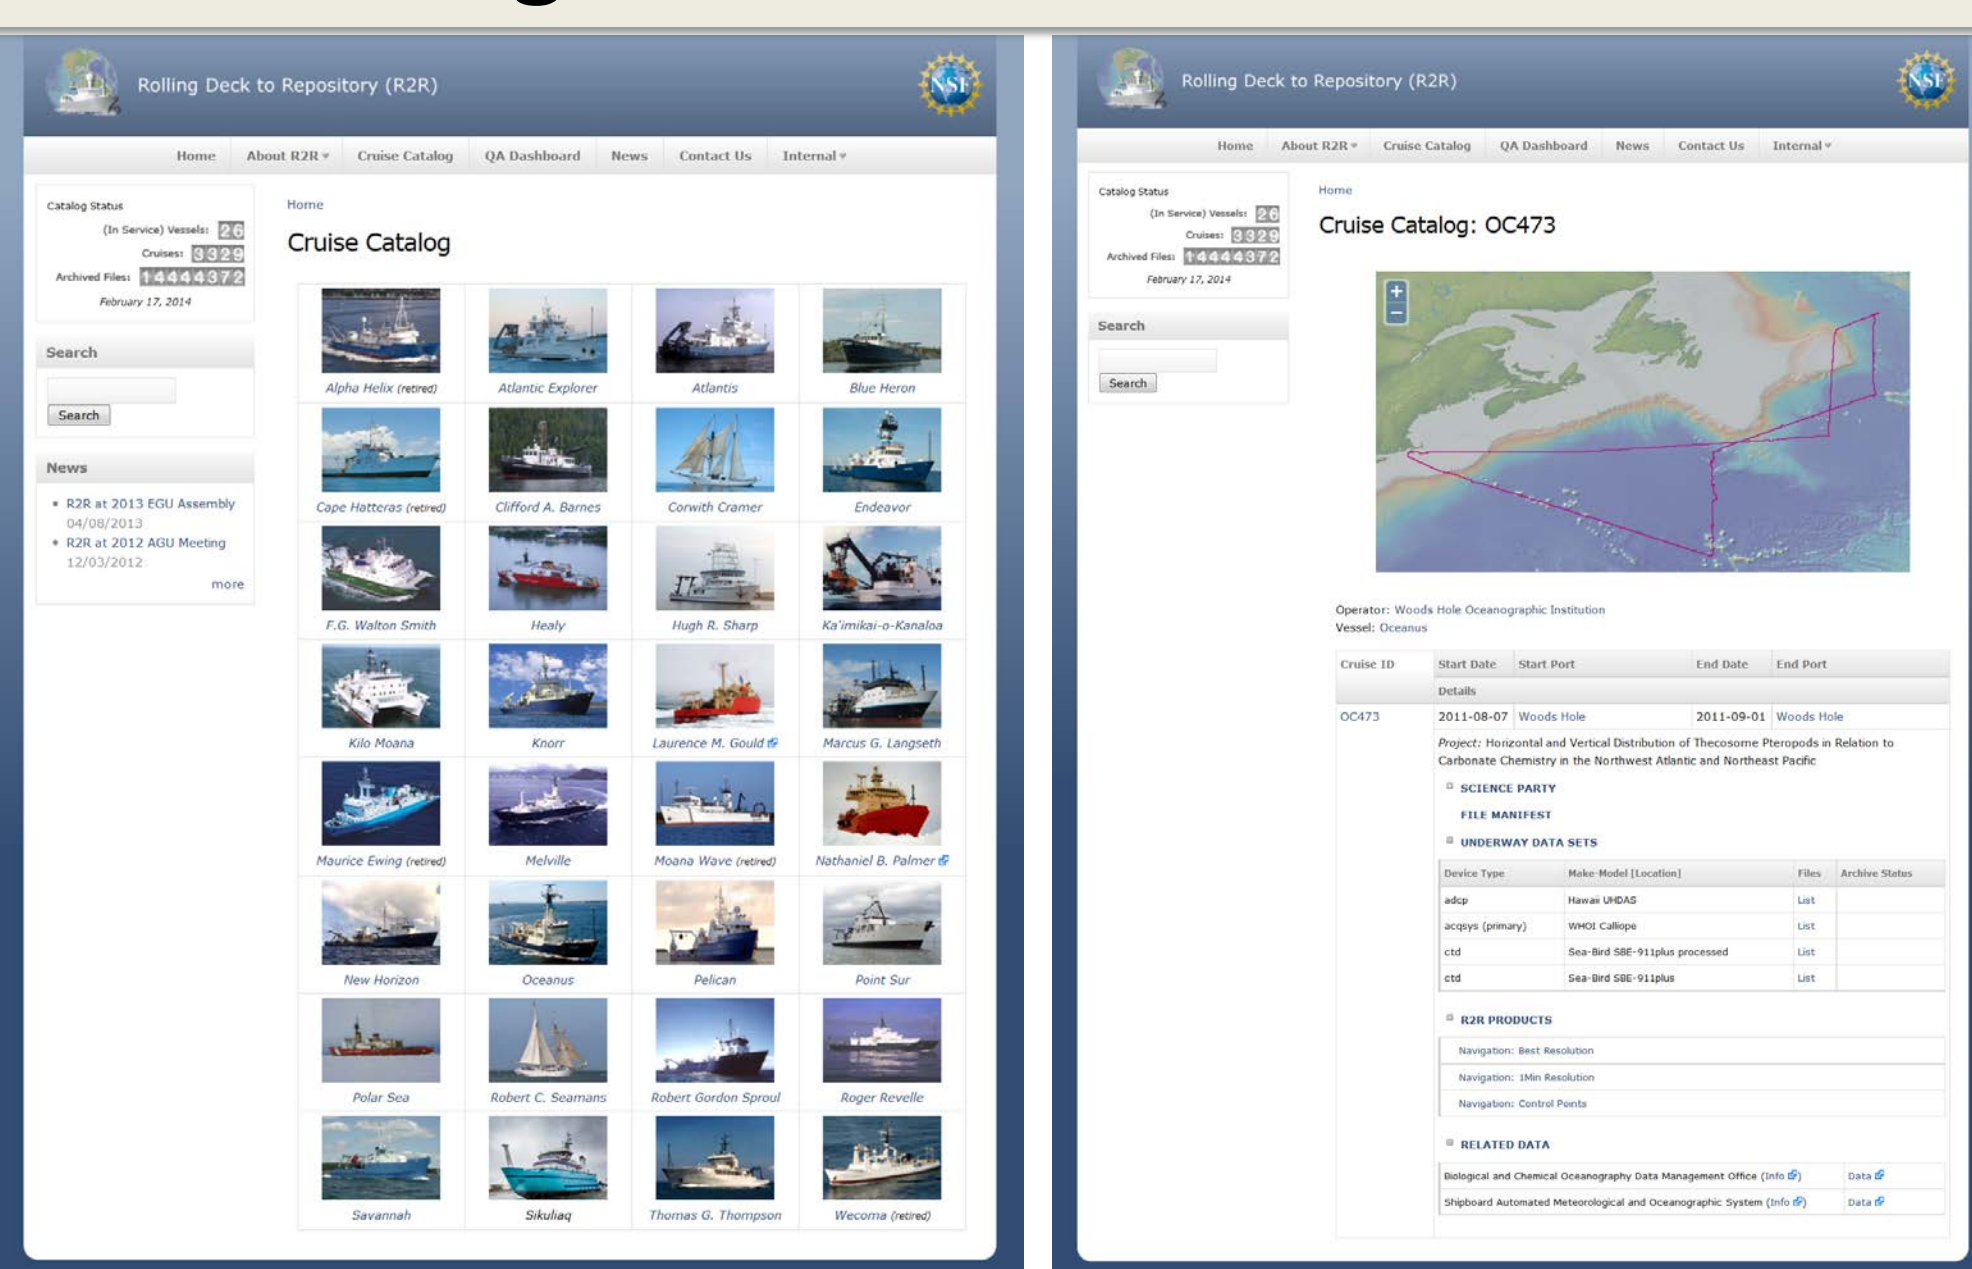 Rolling Deck to Repository (R2R)
NSF
Home About R2R Cruise Catalog QA Dashboard News Contact Us Internal
Catalog Status
(In Service) Vessels: 26
Cruises: 3329
Archived Files: 14444372
February 17, 2014
Search
Search
News
R2R at 2013 EGU Assembly
04/08/2013
R2R at 2012 AGU Meeting
12/03/2012
more
Home
Cruise Catalog
Alpha Helix (retired) Atlantic Explorer Atlantis Blue Heron
Cape Hatteras (retired) Clifford A. Barnes Corwith Cramer Endeavor
F.G. Walton Smith Healy Hugh R. Sharp Ka'imikai-o-Kanaloa
Kilo Moana Knorr Laurence M. Gould Marcus G. Langseth
Maurice Ewing (retired) Melville Moana Wave (retired) Nathaniel B. Palmer
New Horizon Oceanus Pelican Point Sur
Polar Sea Robert C. Seamans Robert Gordon Sproul Roger Revelle
Savannah Sikuliaq Thomas G. Thompson Wecoma (retired)
Rolling Deck to Repository (R2R)
NSF
Home About R2R Cruise Catalog QA Dashboard News Contact Us Internal
Catalog Status
(In Service) Vessels: 26
Cruises: 3329
Archived Files: 14444372
February 17, 2014
Search
Search
Home
Cruise Catalog: OC473
+
−
Operator: Woods Hole Oceanographic Institution
Vessel: Oceanus
Cruise ID Start Date Start Port End Date End Port
Details
OC473 2011-08-07 Woods Hole 2011-09-01 Woods Hole
Project: Horizontal and Vertical Distribution of Thecosome Pteropods in Relation to
Carbonate Chemistry in the Northwest Atlantic and Northeast Pacific
SCIENCE PARTY
FILE MANIFEST
UNDERWAY DATA SETS
Device Type Make-Model [Location] Files Archive Status
adcp Hawaii UHDAS List
acqsys (primary) WHOI Calliope List
ctd Sea-Bird SBE-911plus processed List
ctd Sea-Bird SBE-911plus List
R2R PRODUCTS
Navigation: Best Resolution
Navigation: 1Min Resolution
Navigation: Control Points
RELATED DATA
Biological and Chemical Oceanography Data Management Office (Info) Data
Shipboard Automated Meteorological and Oceanographic System (Info) Data